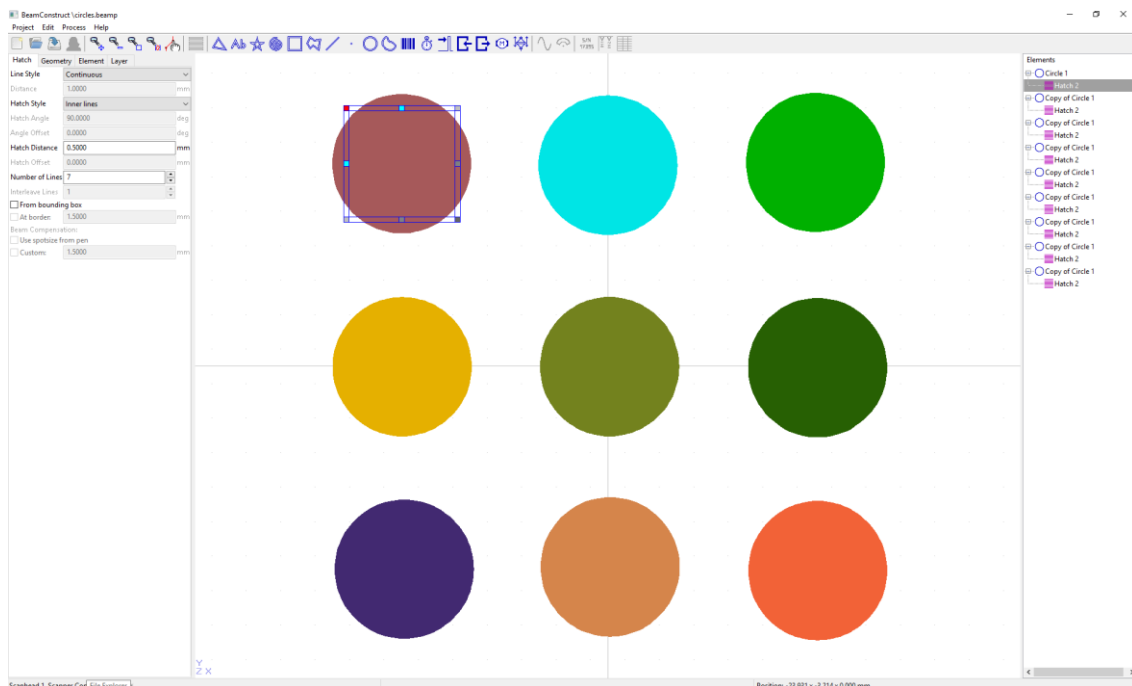 BeamConstruct \circles.beamp
Project Edit Process Help
Hatch Geometry Element Layer
Line Style Continuous
Distance 1.0000 mm
Hatch Style Inner lines
Hatch Angle 90.0000 deg
Angle Offset 0.0000 deg
Hatch Distance 0.5000 mm
Hatch Offset 0.0000 mm
Number of Lines 7
Interleave Lines 1
From bounding box
At border: 1.5000 mm
Beam Compensation:
Use spotsize from pen
Custom: 1.5000 mm
Elements
Circle 1
Hatch 2
Copy of Circle 1
Hatch 2
Copy of Circle 1
Hatch 2
Copy of Circle 1
Hatch 2
Copy of Circle 1
Hatch 2
Copy of Circle 1
Hatch 2
Copy of Circle 1
Hatch 2
Copy of Circle 1
Hatch 2
Copy of Circle 1
Hatch 2
Y
Z X
Scanhead 1, Scanner File Explorer
Position: